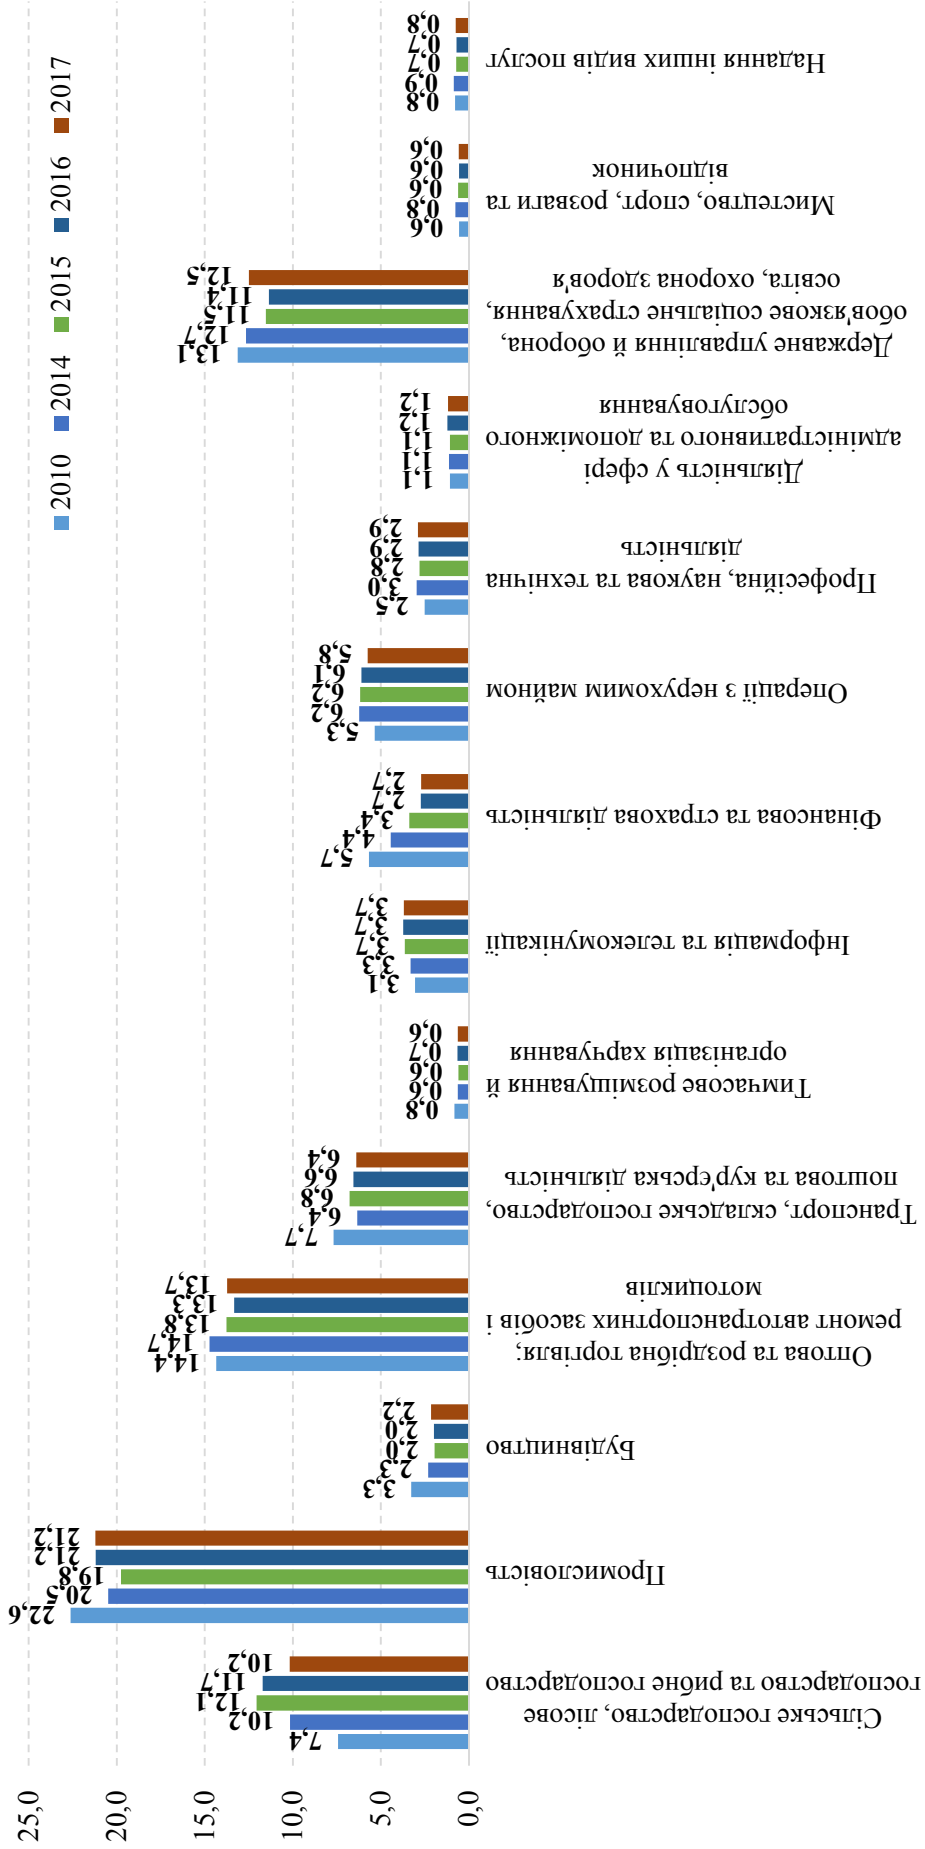 2010 2014 2015 2016 2017
25,0
20,0
15,0
10,0
5,0
0,0
7,4
10,2
12,1
11,7
10,2
Сільське господарство, лісове
господарство та рибне господарство
22,6
20,5
19,8
21,2
21,2
Промисловість
3,3
2,3
2,0
2,0
2,2
Будівництво
14,4
14,7
13,8
13,3
13,7
Оптова та роздрібна торгівля;
ремонт автотранспортних засобів і
мотоциклів
7,7
6,4
6,8
6,6
6,4
Транспорт, складське господарство,
поштова та кур'єрська діяльність
0,8
0,6
0,6
0,7
0,6
Тимчасове розміщування й
організація харчування
3,1
3,3
3,7
3,7
3,7
Інформація та телекомунікації
5,7
4,4
3,4
2,7
2,7
Фінансова та страхова діяльність
5,3
6,2
6,2
6,1
5,8
Операції з нерухомим майном
2,5
3,0
2,8
2,9
2,9
Професійна, наукова та технічна
діяльність
1,1
1,1
1,1
1,2
1,2
Діяльність у сфері
адміністративного та допоміжного
обслуговування
13,1
12,7
11,5
11,4
12,5
Державне управління й оборона,
обов'язкове соціальне страхування,
освіта, охорона здоров'я
0,6
0,8
0,6
0,6
0,6
Мистецтво, спорт, розваги та
відпочинок
0,8
0,9
0,7
0,7
0,8
Надання інших видів послуг